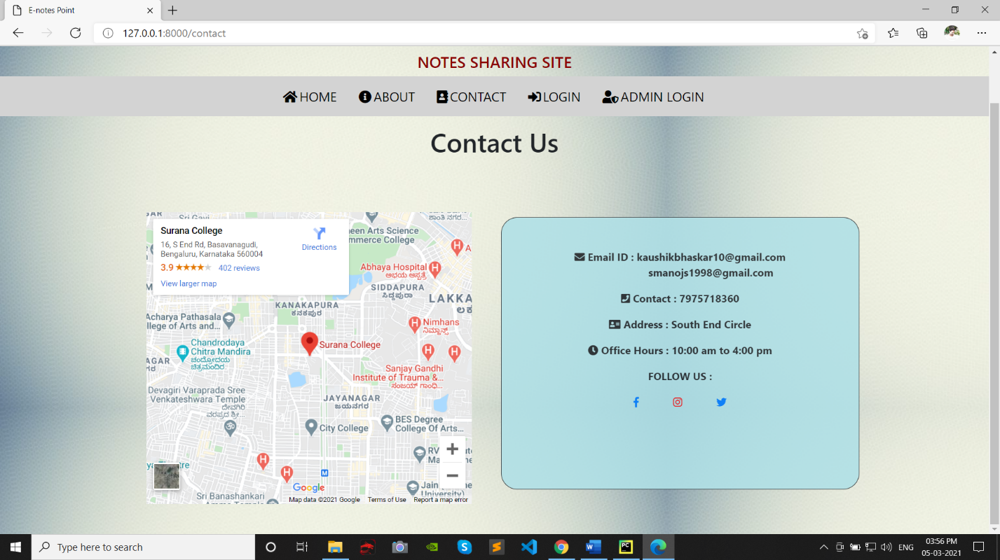 E-notes Point
127.0.0.1:8000/contact
NOTES SHARING SITE
HOME ABOUT CONTACT LOGIN ADMIN LOGIN
Contact Us
Surana College
16, S End Rd, Basavanagudi,
Bengaluru, Karnataka 560004
Directions
3.9 402 reviews
View larger map
een Arts Science
mmerce College
Abhaya Hospital
ಅಭಯ ಆಸ್ಪತ್ರೆ
SIDDAPURA
ಸಿದ್ದಾಪುರ
LAKKA
KANAKAPURA
ಕನಕಪುರ
Acharya Pathasala
llege of Arts and...
Nimhans
ನಿಮ್ಹಾನ್ಸ್
Chandrodaya
Chitra Mandira
ಚಂದ್ರೋದಯ
ಚಿತ್ರಮಂದಿರ
Surana College
AGAR
Sanjay Gandhi
Institute of Trauma &...
ಸಂಜಯ್ ಗಾಂಧಿ...
Devagiri Varaprada Sree
Venkateshwara Temple
ದೇವಗಿರಿ
ವರಪ್ರದ ಶ್ರೀ...
JAYANAGAR
ಜಯನಗರ
City College
BES Degree
College Of Arts...
Sri Banashankari
Google
Map data ©2021 Google Terms of Use Report a map error
Email ID : kaushikbhaskar10@gmail.com
smanojs1998@gmail.com
Contact : 7975718360
Address : South End Circle
Office Hours : 10:00 am to 4:00 pm
FOLLOW US :
Type here to search
ENG
03:56 PM
05-03-2021